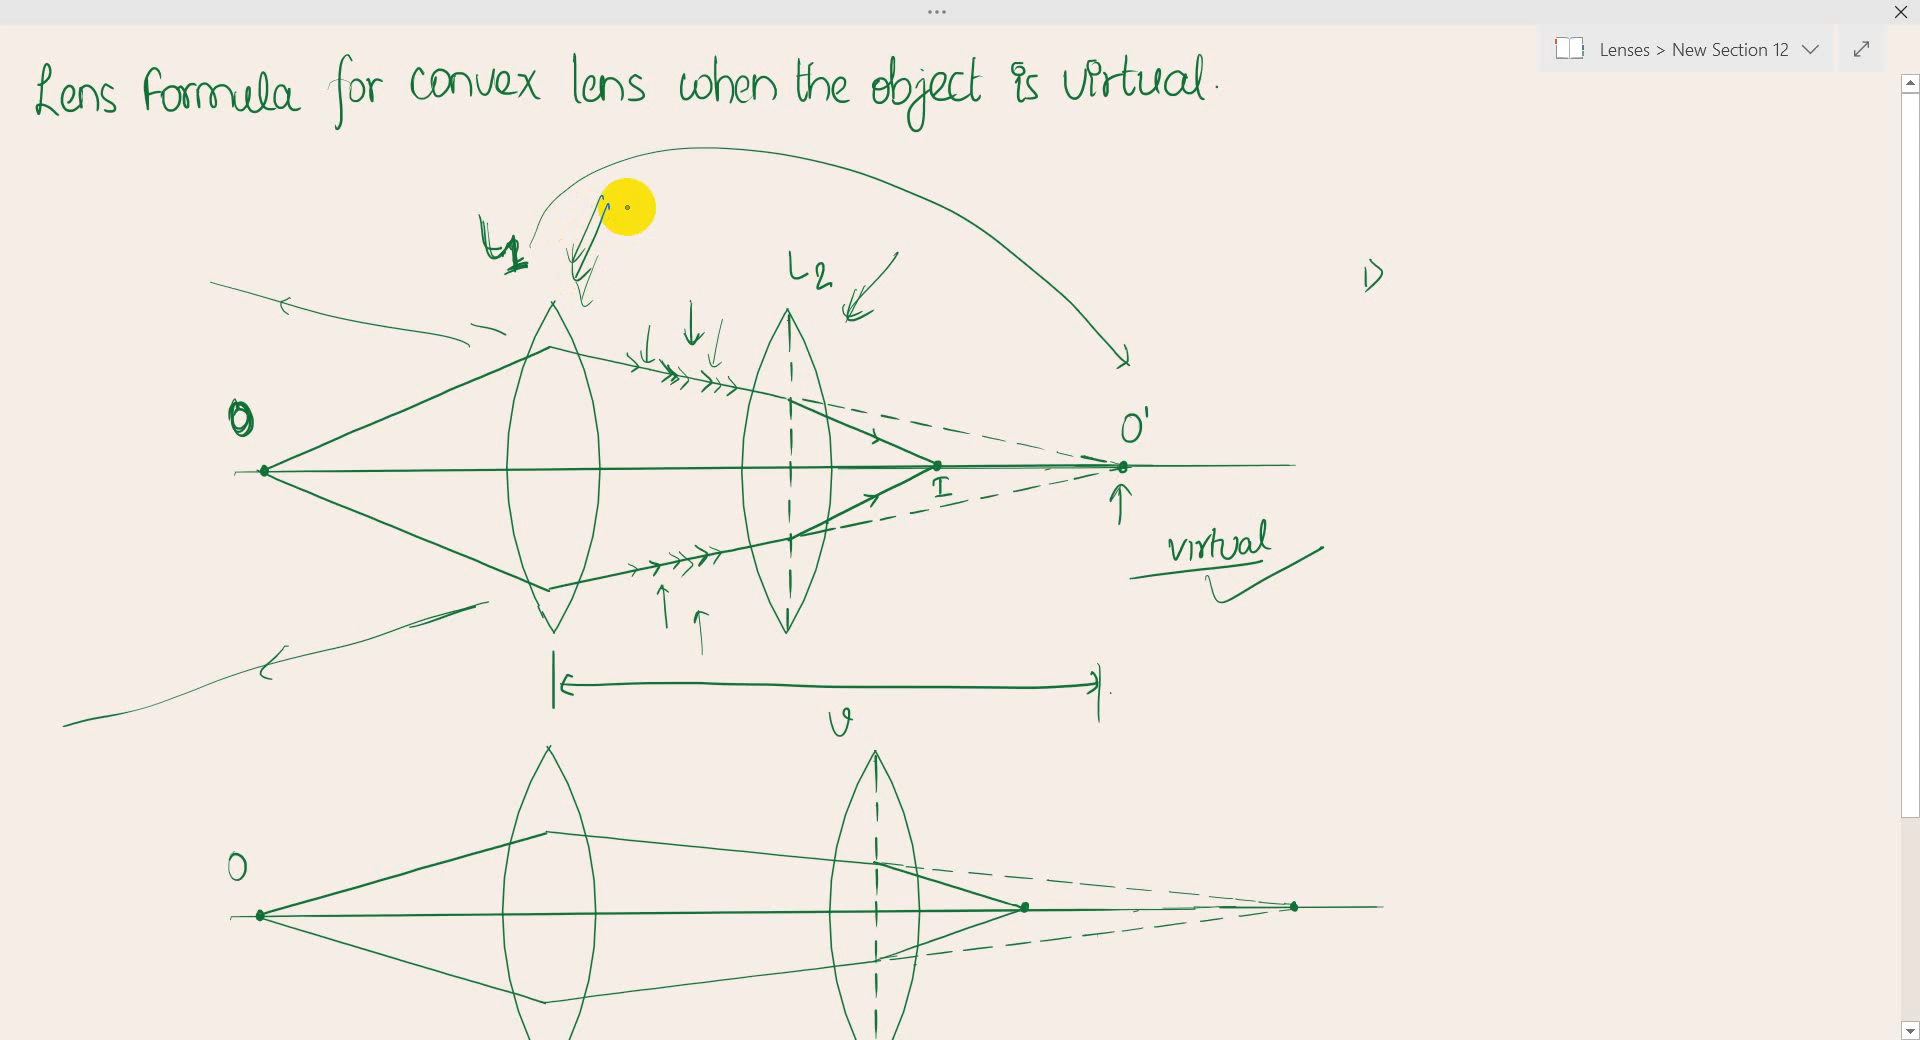 Lenses > New Section 12
Lens formula for convex lens when the object is virtual.
L1
L2
D
O
O'
I
virtual
v
O